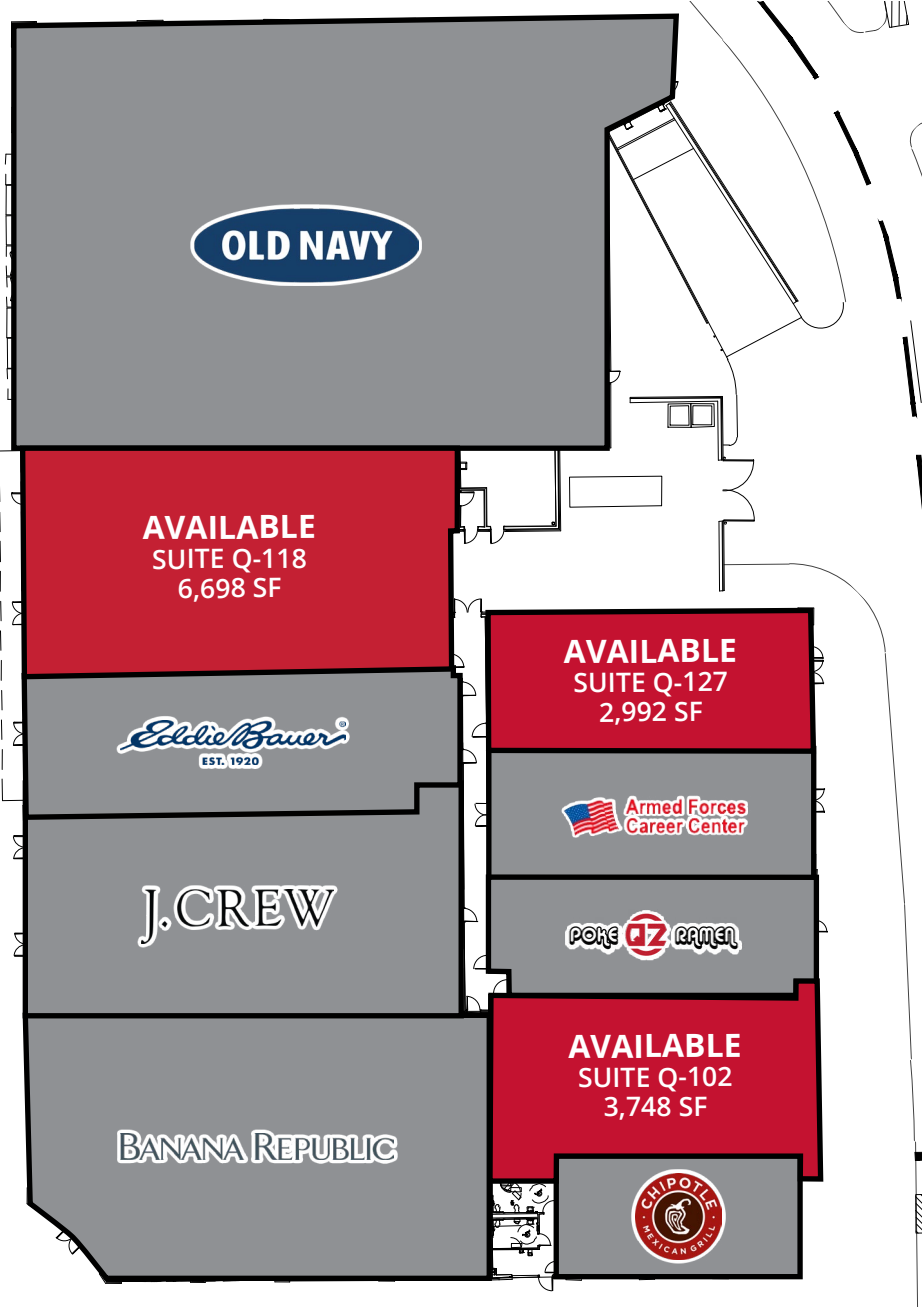 OLD NAVY
AVAILABLE
SUITE Q-118
6,698 SF
AVAILABLE
SUITE Q-127
2,992 SF
Eddie Bauer®
EST. 1920
Armed Forces
Career Center
J.CREW
POKE QZ RAMEN
AVAILABLE
SUITE Q-102
3,748 SF
BANANA REPUBLIC
CHIPOTLE
MEXICAN GRILL